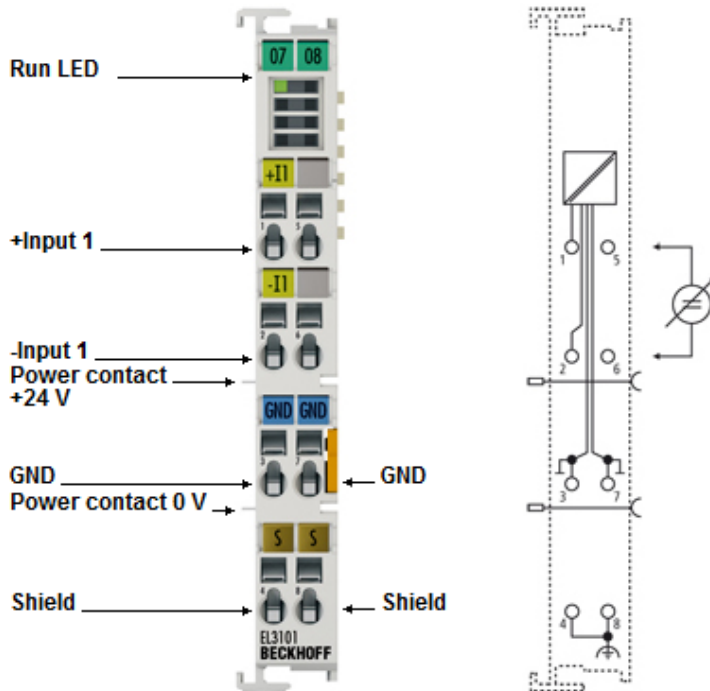 Run LED
07 08
+I1
1 5
+Input 1
-I1
2 6
-Input 1
Power contact
+24 V
GND GND
3 7
GND
GND
Power contact 0 V
S S
4 8
Shield
Shield
EL3101
BECKHOFF
1 5
2 6
3 7
4 8